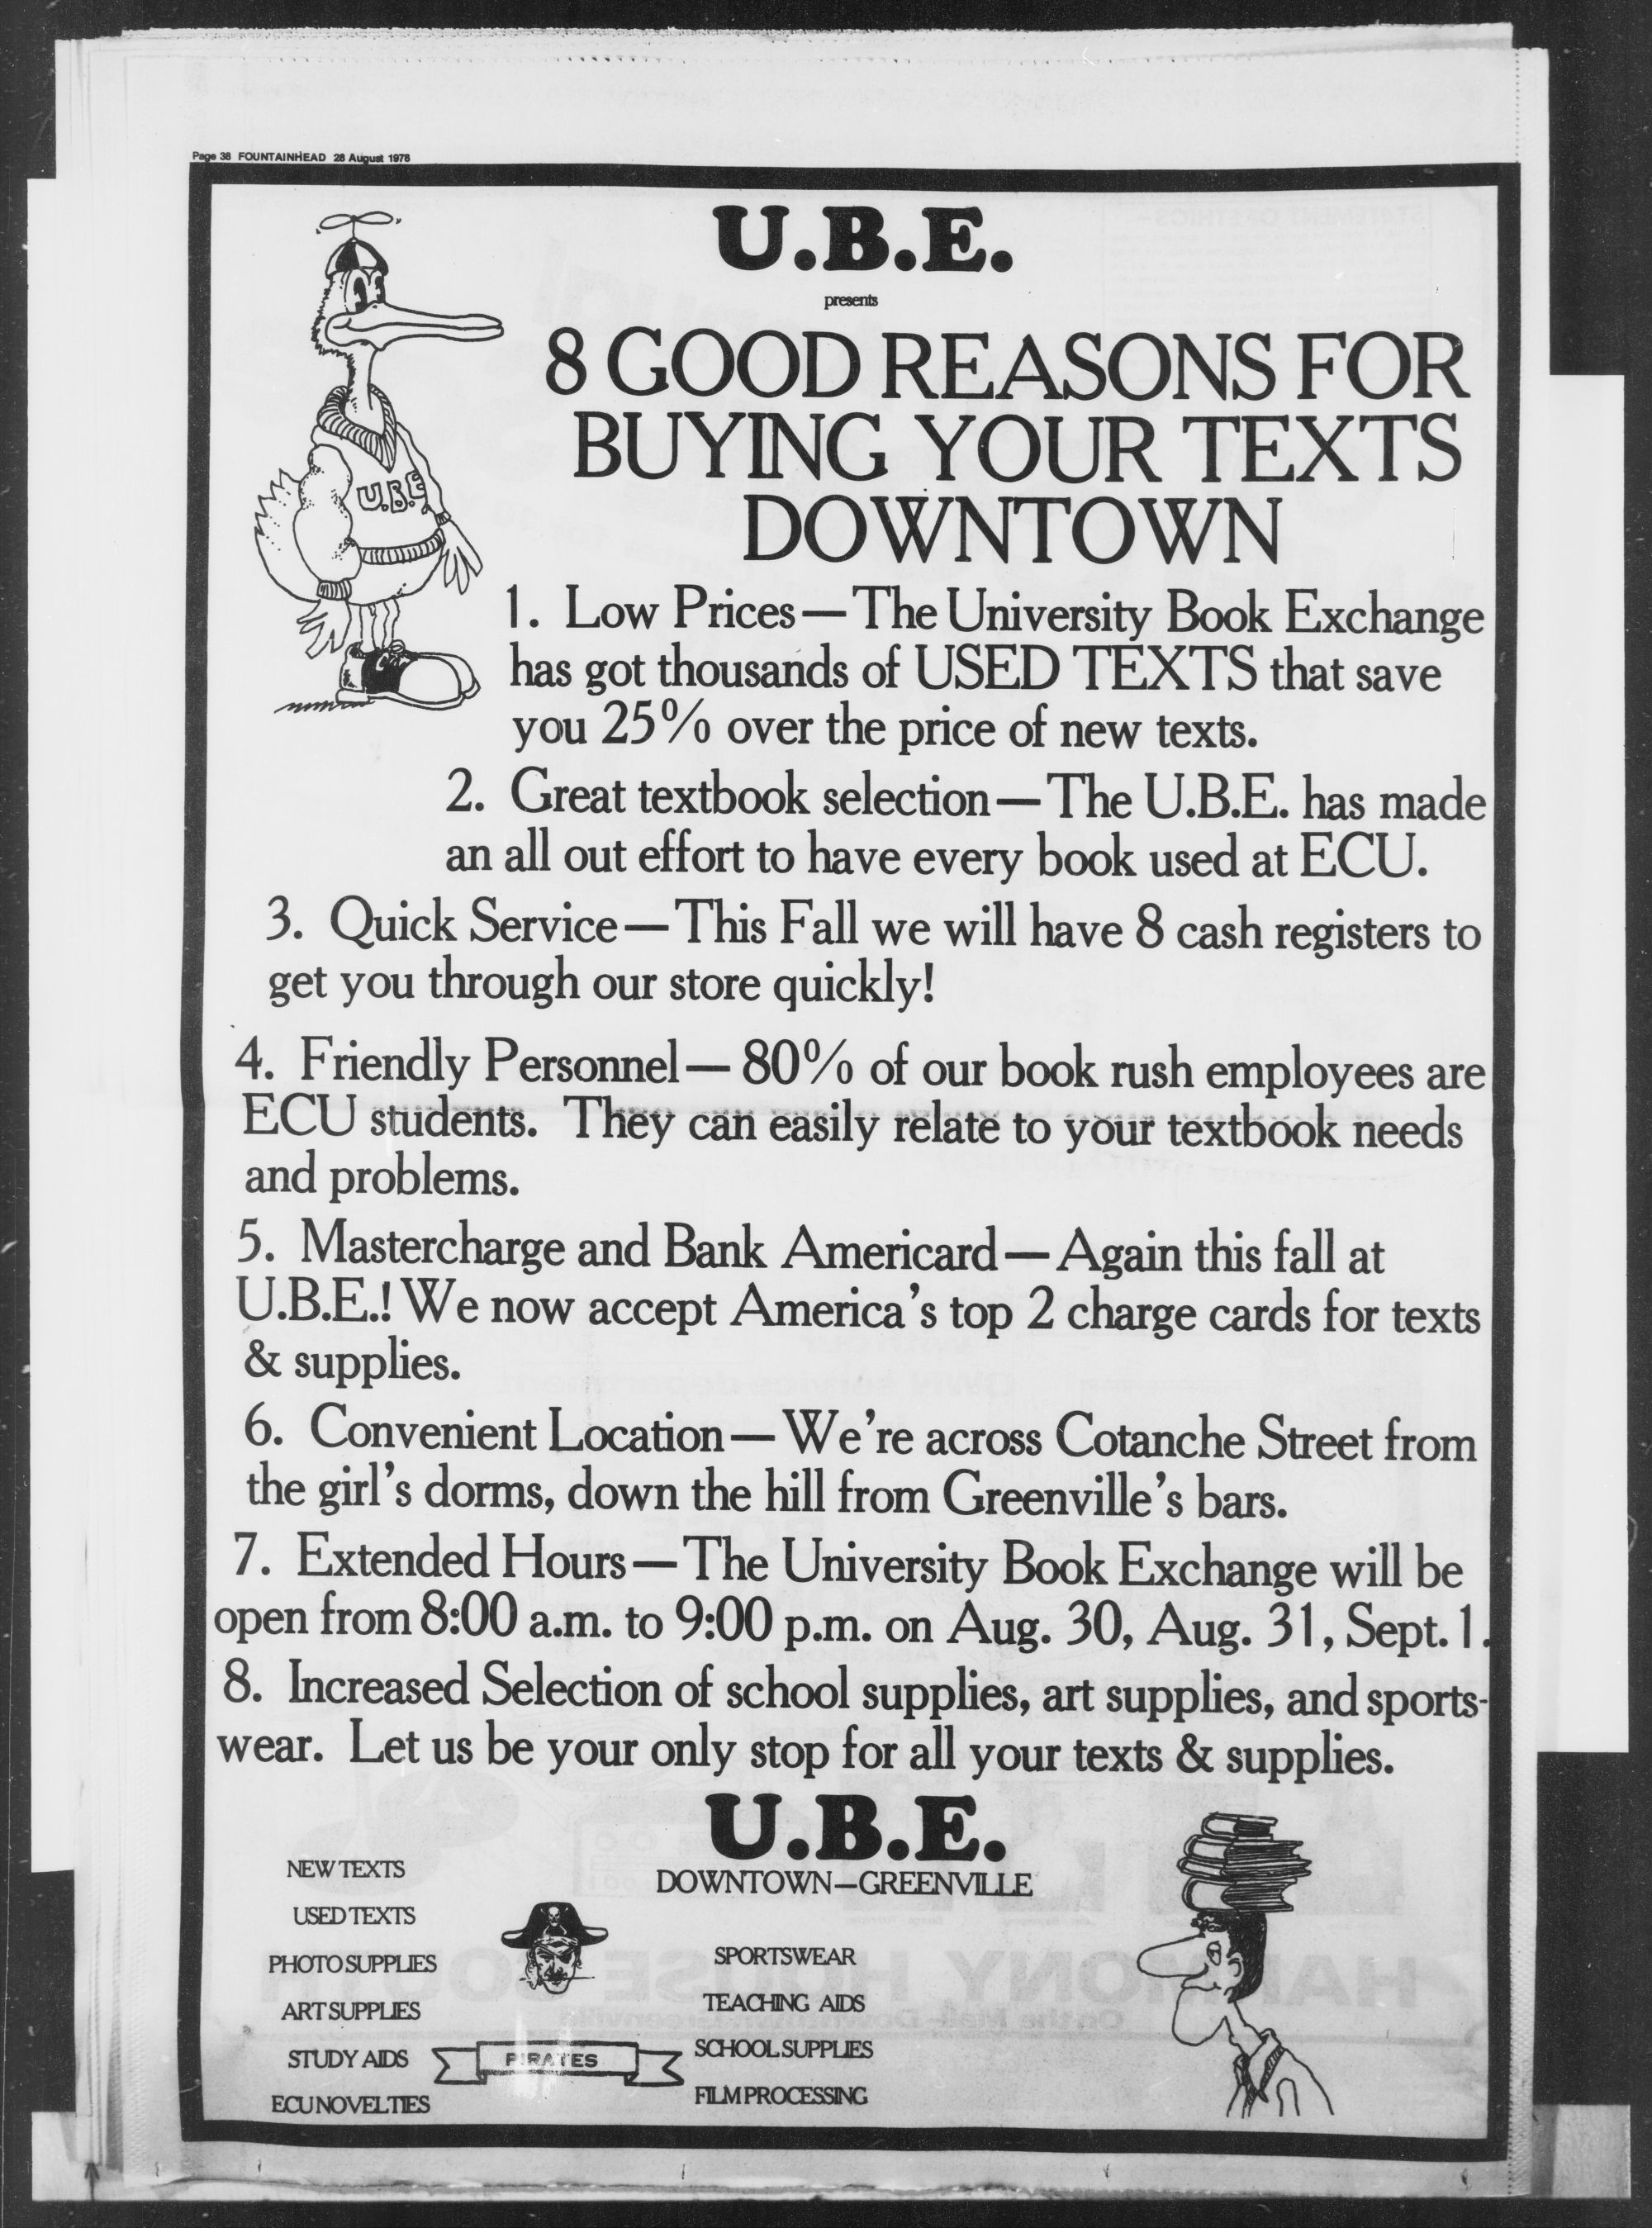 Page 38 FOUNTAINHEAD 28 August 1978
U.B.E.
presents
8 GOOD REASONS FOR
BUYING YOUR TEXTS
DOWNTOWN
U.B.E.
1. Low Prices—The University Book Exchange
has got thousands of USED TEXTS that save
you 25% over the price of new texts.
2. Great textbook selection—The U.B.E. has made
an all out effort to have every book used at ECU.
3. Quick Service—This Fall we will have 8 cash registers to
get you through our store quickly!
4. Friendly Personnel—80% of our book rush employees are
ECU students. They can easily relate to your textbook needs
and problems.
5. Mastercharge and Bank Americard—Again this fall at
U.B.E.! We now accept America's top 2 charge cards for texts
& supplies.
6. Convenient Location—We're across Cotanche Street from
the girl's dorms, down the hill from Greenville's bars.
7. Extended Hours—The University Book Exchange will be
open from 8:00 a.m. to 9:00 p.m. on Aug. 30, Aug. 31, Sept. 1.
8. Increased Selection of school supplies, art supplies, and sports-
wear. Let us be your only stop for all your texts & supplies.
U.B.E.
DOWNTOWN—GREENVILLE
NEW TEXTS
USED TEXTS
PHOTO SUPPLIES
ART SUPPLIES
STUDY AIDS
ECU NOVELTIES
PIRATES
SPORTSWEAR
TEACHING AIDS
SCHOOL SUPPLIES
FILM PROCESSING